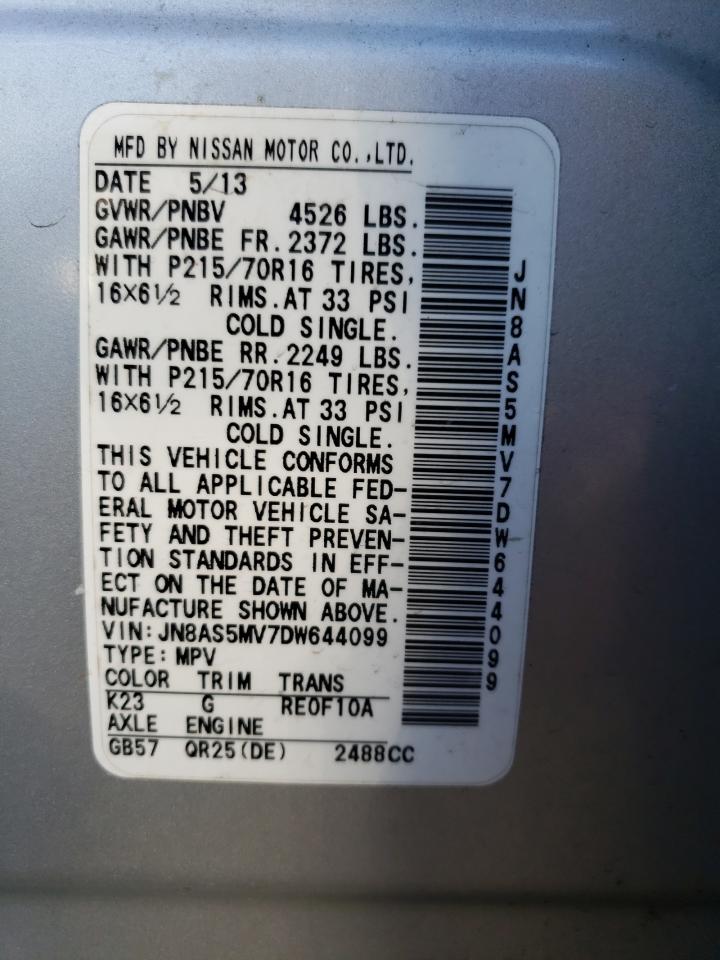 MFD BY NISSAN MOTOR CO.,LTD.
DATE 5/13
GVWR/PNBV 4526 LBS.
GAWR/PNBE FR.2372 LBS.
WITH P215/70R16 TIRES,
16X6½ RIMS.AT 33 PSI
COLD SINGLE.
GAWR/PNBE RR.2249 LBS.
WITH P215/70R16 TIRES,
16X6½ RIMS.AT 33 PSI
COLD SINGLE.
THIS VEHICLE CONFORMS
TO ALL APPLICABLE FED-
ERAL MOTOR VEHICLE SA-
FETY AND THEFT PREVEN-
TION STANDARDS IN EFF-
ECT ON THE DATE OF MA-
NUFACTURE SHOWN ABOVE.
VIN:JN8AS5MV7DW644099
TYPE:MPV
COLOR TRIM TRANS
K23 G RE0F10A
AXLE ENGINE
GB57 QR25(DE) 2488CC
JN8AS5MV7DW644099